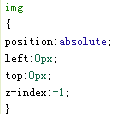 img
{
position:absolute;
left:0px;
top:0px;
z-index:-1;
}